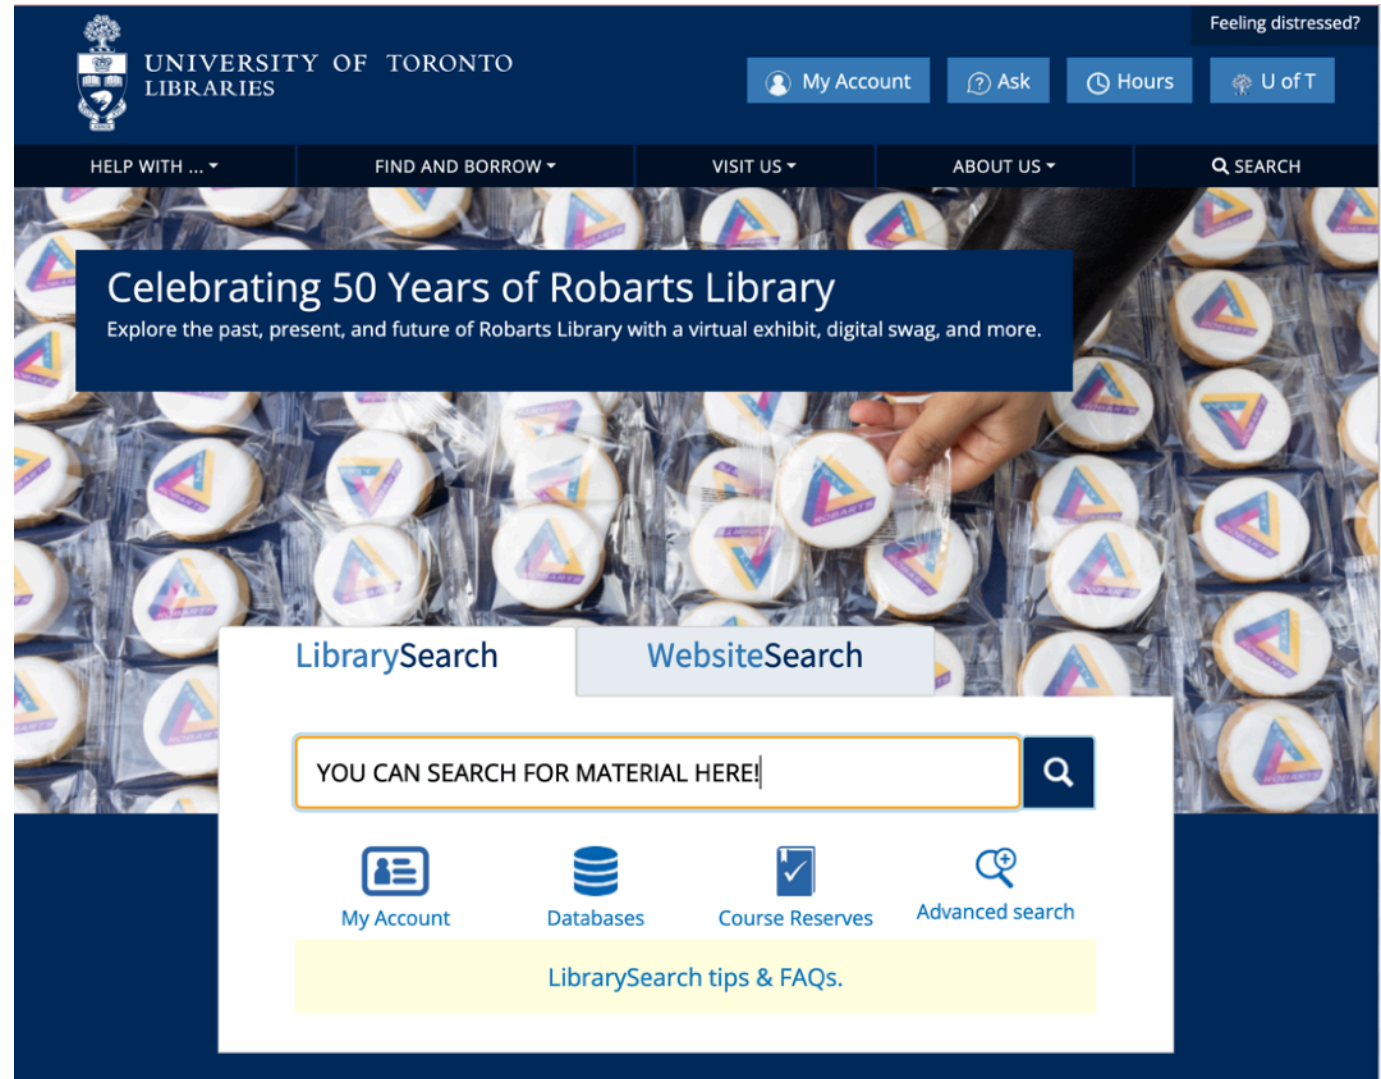 Feeling distressed?
UNIVERSITY OF TORONTO
LIBRARIES
My Account
Ask
Hours
U of T
HELP WITH ...
FIND AND BORROW
VISIT US
ABOUT US
SEARCH
Celebrating 50 Years of Robarts Library
Explore the past, present, and future of Robarts Library with a virtual exhibit, digital swag, and more.
ROBARTS
LibrarySearch
WebsiteSearch
YOU CAN SEARCH FOR MATERIAL HERE!
My Account
Databases
Course Reserves
Advanced search
LibrarySearch tips & FAQs.